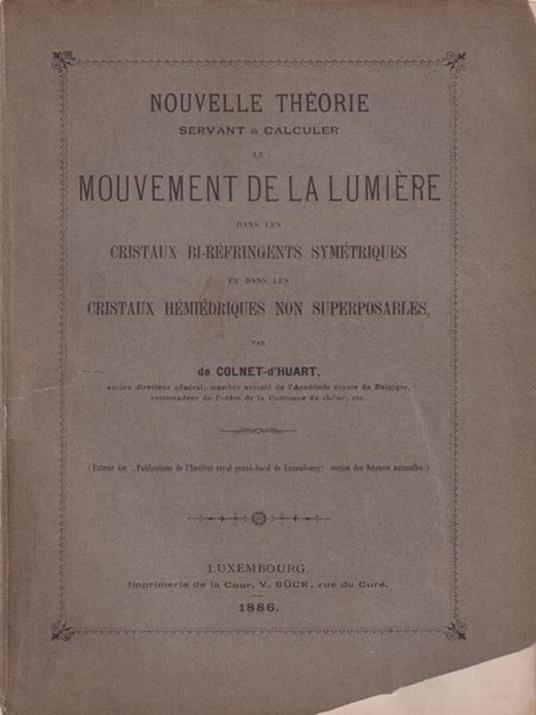 NOUVELLE THÉORIE
SERVANT à CALCULER
LE
MOUVEMENT DE LA LUMIÈRE
DANS LES
CRISTAUX BI-RÉFRINGENTS SYMÉTRIQUES
ET DANS LES
CRISTAUX HÉMIÉDRIQUES NON SUPERPOSABLES,
PAR
de COLNET-d'HUART,
ancien directeur général, membre associé de l'Académie royale de Belgique,
commandeur de l'ordre de la Couronne de chêne, etc.
(Extrait des „Publications de l'Institut royal grand-ducal de Luxembourg" section des Sciences naturelles.)
LUXEMBOURG,
Imprimerie de la Cour, V. BÜCK, rue du Curé.
1886.